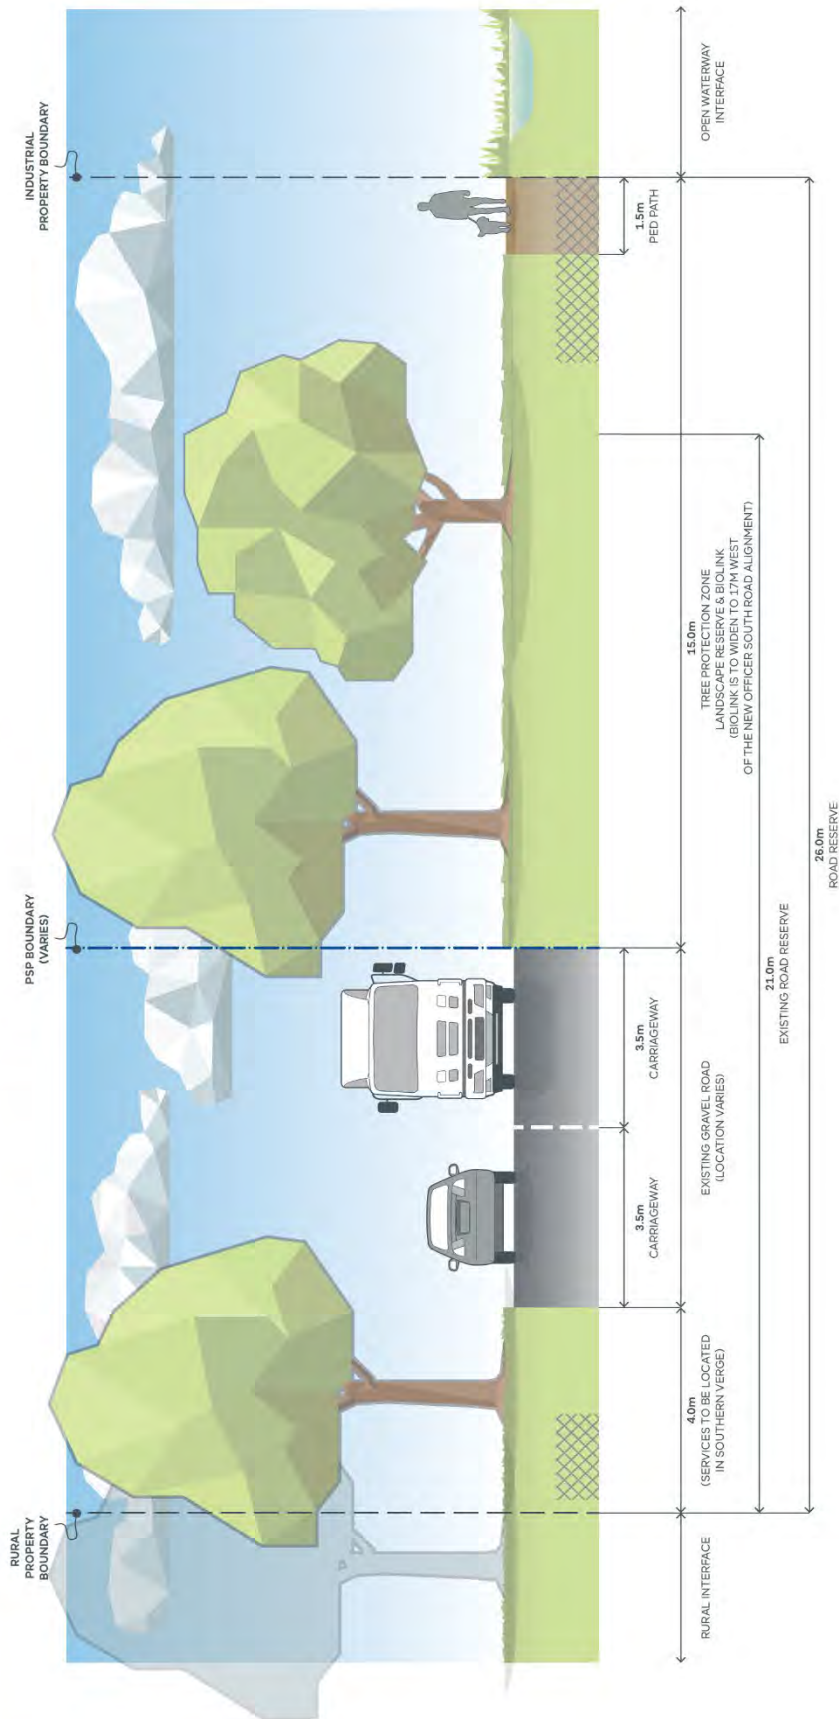 RURAL
PROPERTY
BOUNDARY
PSP BOUNDARY
(VARIES)
INDUSTRIAL
PROPERTY BOUNDARY
3.5m
CARRIAGEWAY
3.5m
CARRIAGEWAY
1.5m
PED PATH
RURAL INTERFACE
4.0m
(SERVICES TO BE LOCATED
IN SOUTHERN VERGE)
EXISTING GRAVEL ROAD
(LOCATION VARIES)
15.0m
TREE PROTECTION ZONE
LANDSCAPE RESERVE & BIOLINK
(BIOLINK IS TO WIDEN TO 17M WEST
OF THE NEW OFFICER SOUTH ROAD ALIGNMENT)
OPEN WATERWAY
INTERFACE
21.0m
EXISTING ROAD RESERVE
26.0m
ROAD RESERVE